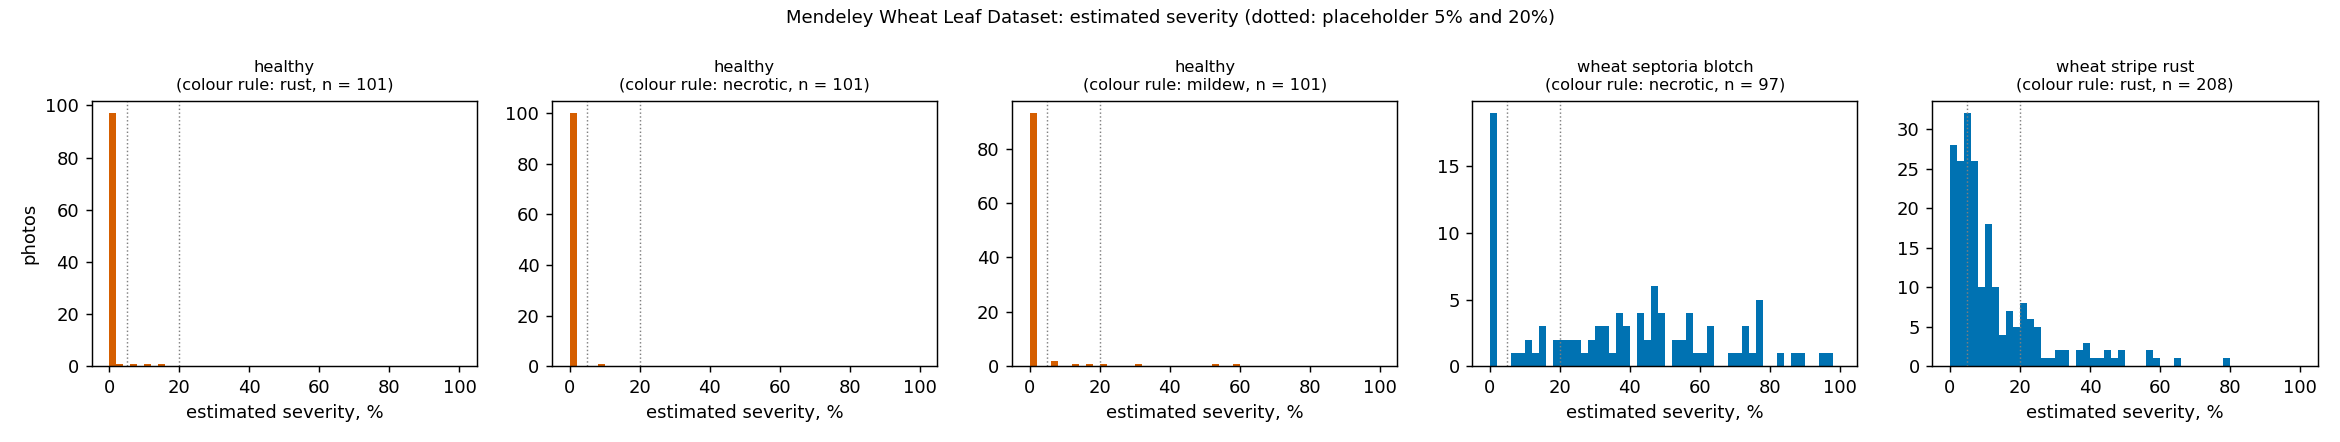 Mendeley Wheat Leaf Dataset: estimated severity (dotted: placeholder 5% and 20%)
healthy
(colour rule: rust, n = 101)
photos
100
80
60
40
20
0
0 20 40 60 80 100
estimated severity, %
healthy
(colour rule: necrotic, n = 101)
100
80
60
40
20
0
0 20 40 60 80 100
estimated severity, %
healthy
(colour rule: mildew, n = 101)
80
60
40
20
0
0 20 40 60 80 100
estimated severity, %
wheat septoria blotch
(colour rule: necrotic, n = 97)
15
10
5
0
0 20 40 60 80 100
estimated severity, %
wheat stripe rust
(colour rule: rust, n = 208)
30
25
20
15
10
5
0
0 20 40 60 80 100
estimated severity, %